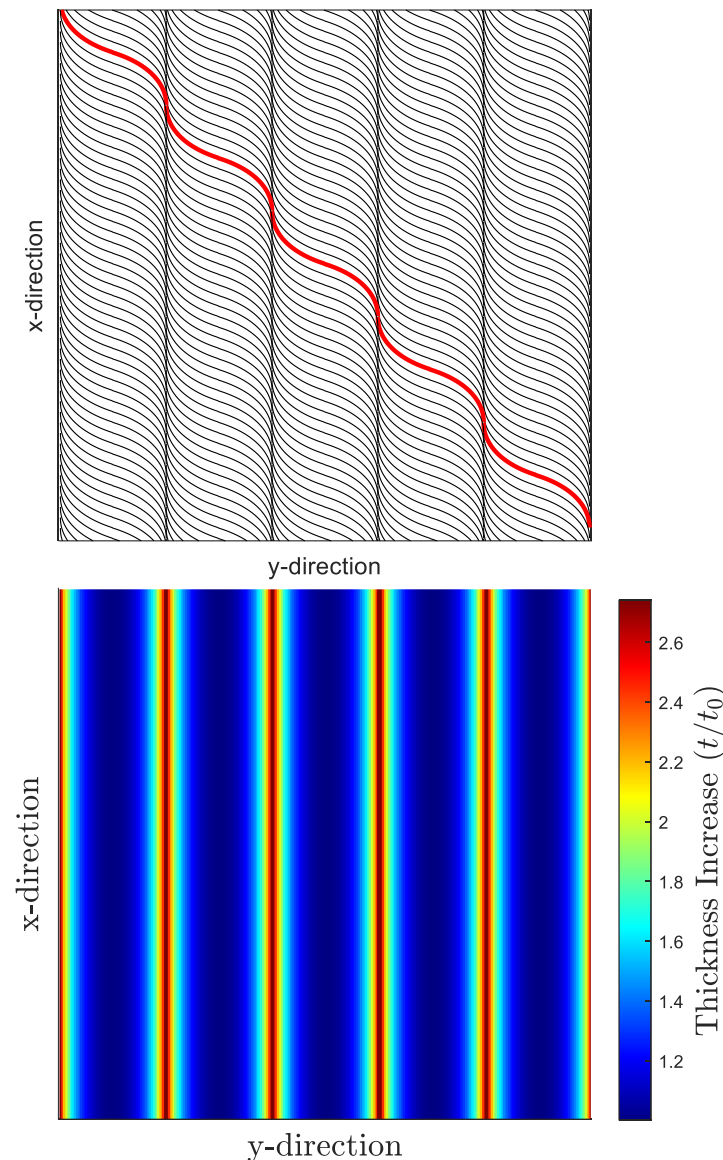 x-direction
y-direction
x-direction
y-direction
2.6
2.4
2.2
2
1.8
1.6
1.4
1.2
Thickness Increase (t/t0)